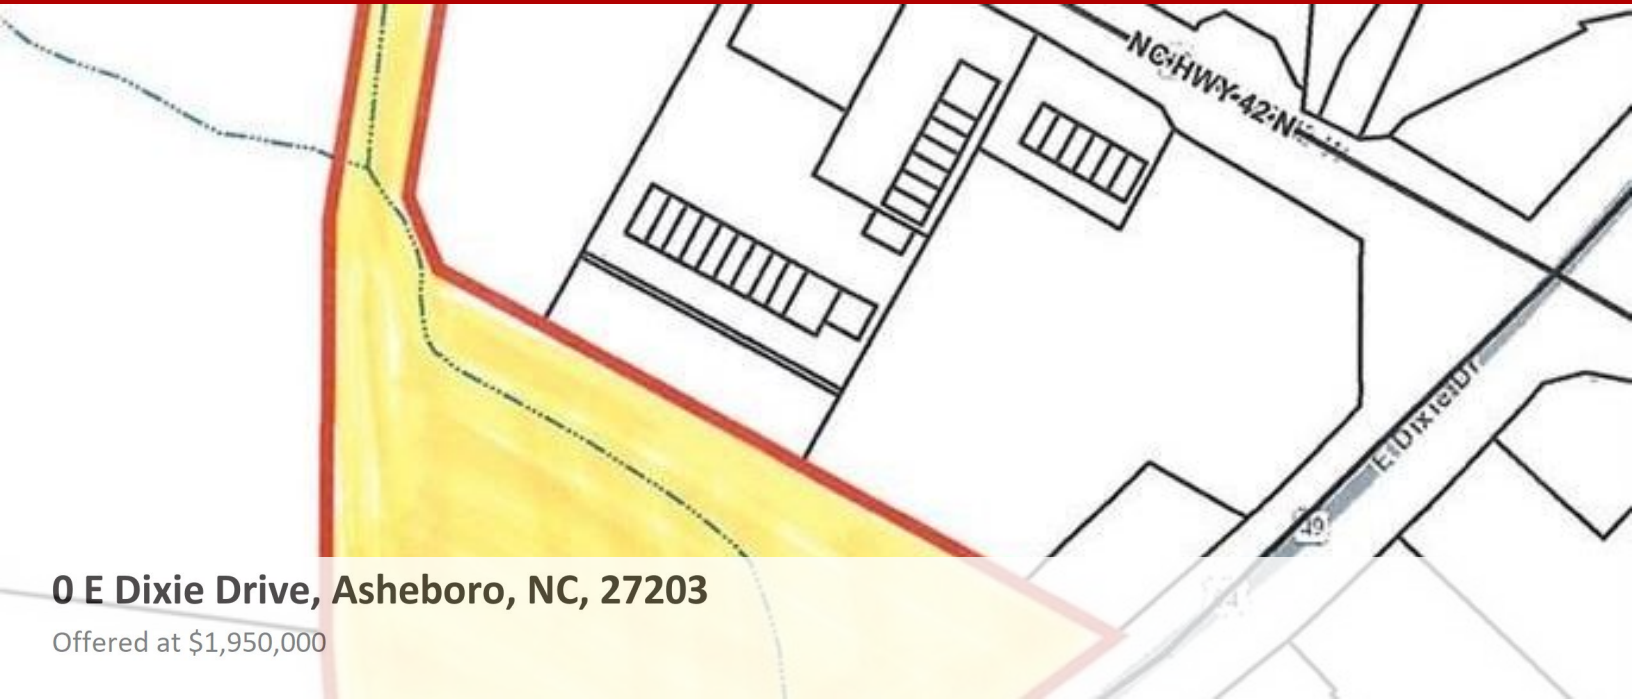 NC HWY 42 N
E Dixie Dr
49
0 E Dixie Drive, Asheboro, NC, 27203
Offered at $1,950,000